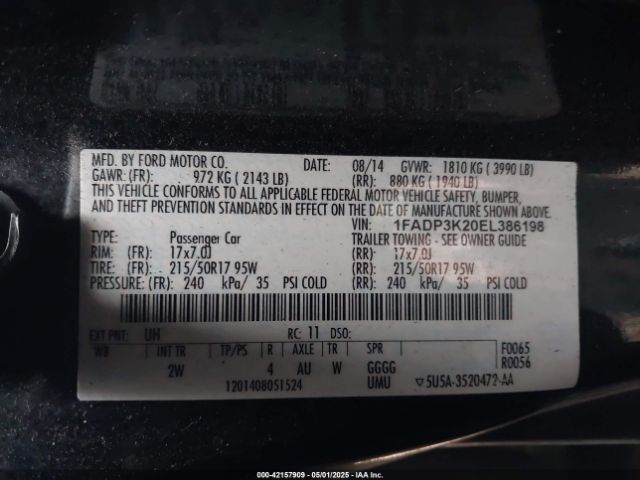 MFD. BY FORD MOTOR CO. DATE: 08/14 GVWR: 1810 KG ( 3990 LB)
GAWR: (FR): 972 KG ( 2143 LB) (RR): 880 KG ( 1940 LB)
THIS VEHICLE CONFORMS TO ALL APPLICABLE FEDERAL MOTOR VEHICLE SAFETY, BUMPER,
AND THEFT PREVENTION STANDARDS IN EFFECT ON THE DATE OF MANUFACTURE SHOWN ABOVE.
VIN: 1FADP3K20EL386198
TYPE: Passenger Car TRAILER TOWING - SEE OWNER GUIDE
RIM: (FR): 17x7.0J (RR): 17x7.0J
TIRE: (FR): 215/50R17 95W (RR): 215/50R17 95W
PRESSURE: (FR): 240 kPa/ 35 PSI COLD (RR): 240 kPa/ 35 PSI COLD
EXT PNT: UH RC: 11 DSO: F0065
WB INT TR TP/PS R AXLE TR SPR R0056
2W 4 AU W GGGG
1201408051524 UMU ▽5U5A-3520472-AA
000-42157909 - 05/01/2025 - IAA Inc.